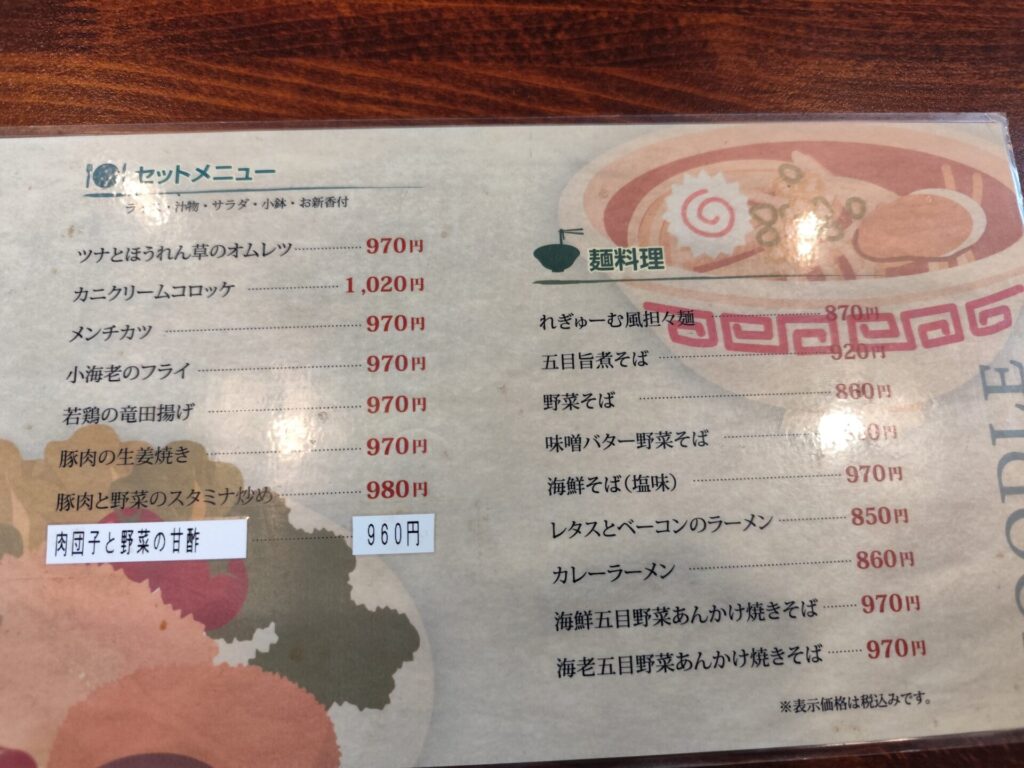 セットメニュー
・汁物・サラダ・小鉢・お新香付
ツナとほうれん草のオムレツ 970円
カニクリームコロッケ 1,020円
メンチカツ 970円
小海老のフライ 970円
若鶏の竜田揚げ 970円
豚肉の生姜焼き 970円
豚肉と野菜のスタミナ炒め 980円
肉団子と野菜の甘酢 960円
麺料理
れぎゅーむ風担々麺 870円
五目旨煮そば 920円
野菜そば 860円
味噌バター野菜そば
海鮮そば(塩味) 970円
レタスとベーコンのラーメン 850円
カレーラーメン 860円
海鮮五目野菜あんかけ焼きそば 970円
海老五目野菜あんかけ焼きそば 970円
※表示価格は税込みです。